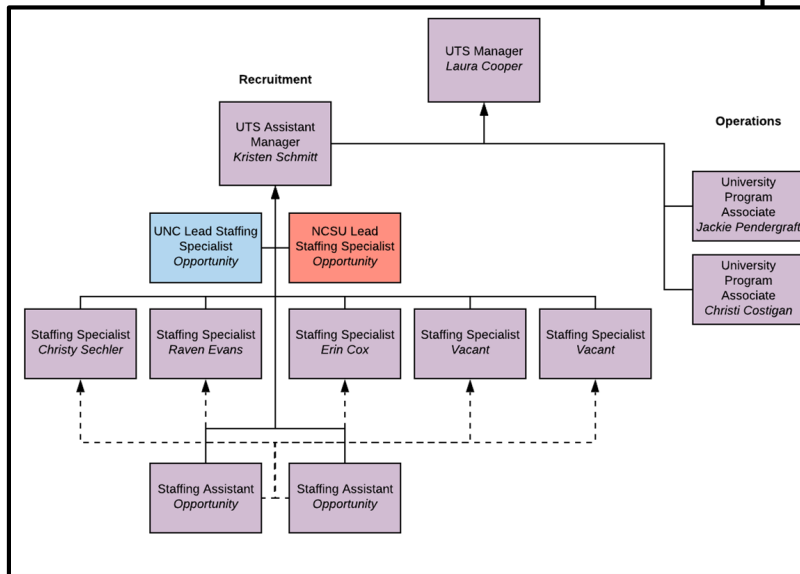 UTS Manager
Laura Cooper
Recruitment
UTS Assistant
Manager
Kristen Schmitt
Operations
University
Program
Associate
Jackie Pendergraft
UNC Lead Staffing
Specialist
Opportunity
NCSU Lead
Staffing Specialist
Opportunity
University
Program
Associate
Christi Costigan
Staffing Specialist
Christy Sechler
Staffing Specialist
Raven Evans
Staffing Specialist
Erin Cox
Staffing Specialist
Vacant
Staffing Specialist
Vacant
Staffing Assistant
Opportunity
Staffing Assistant
Opportunity